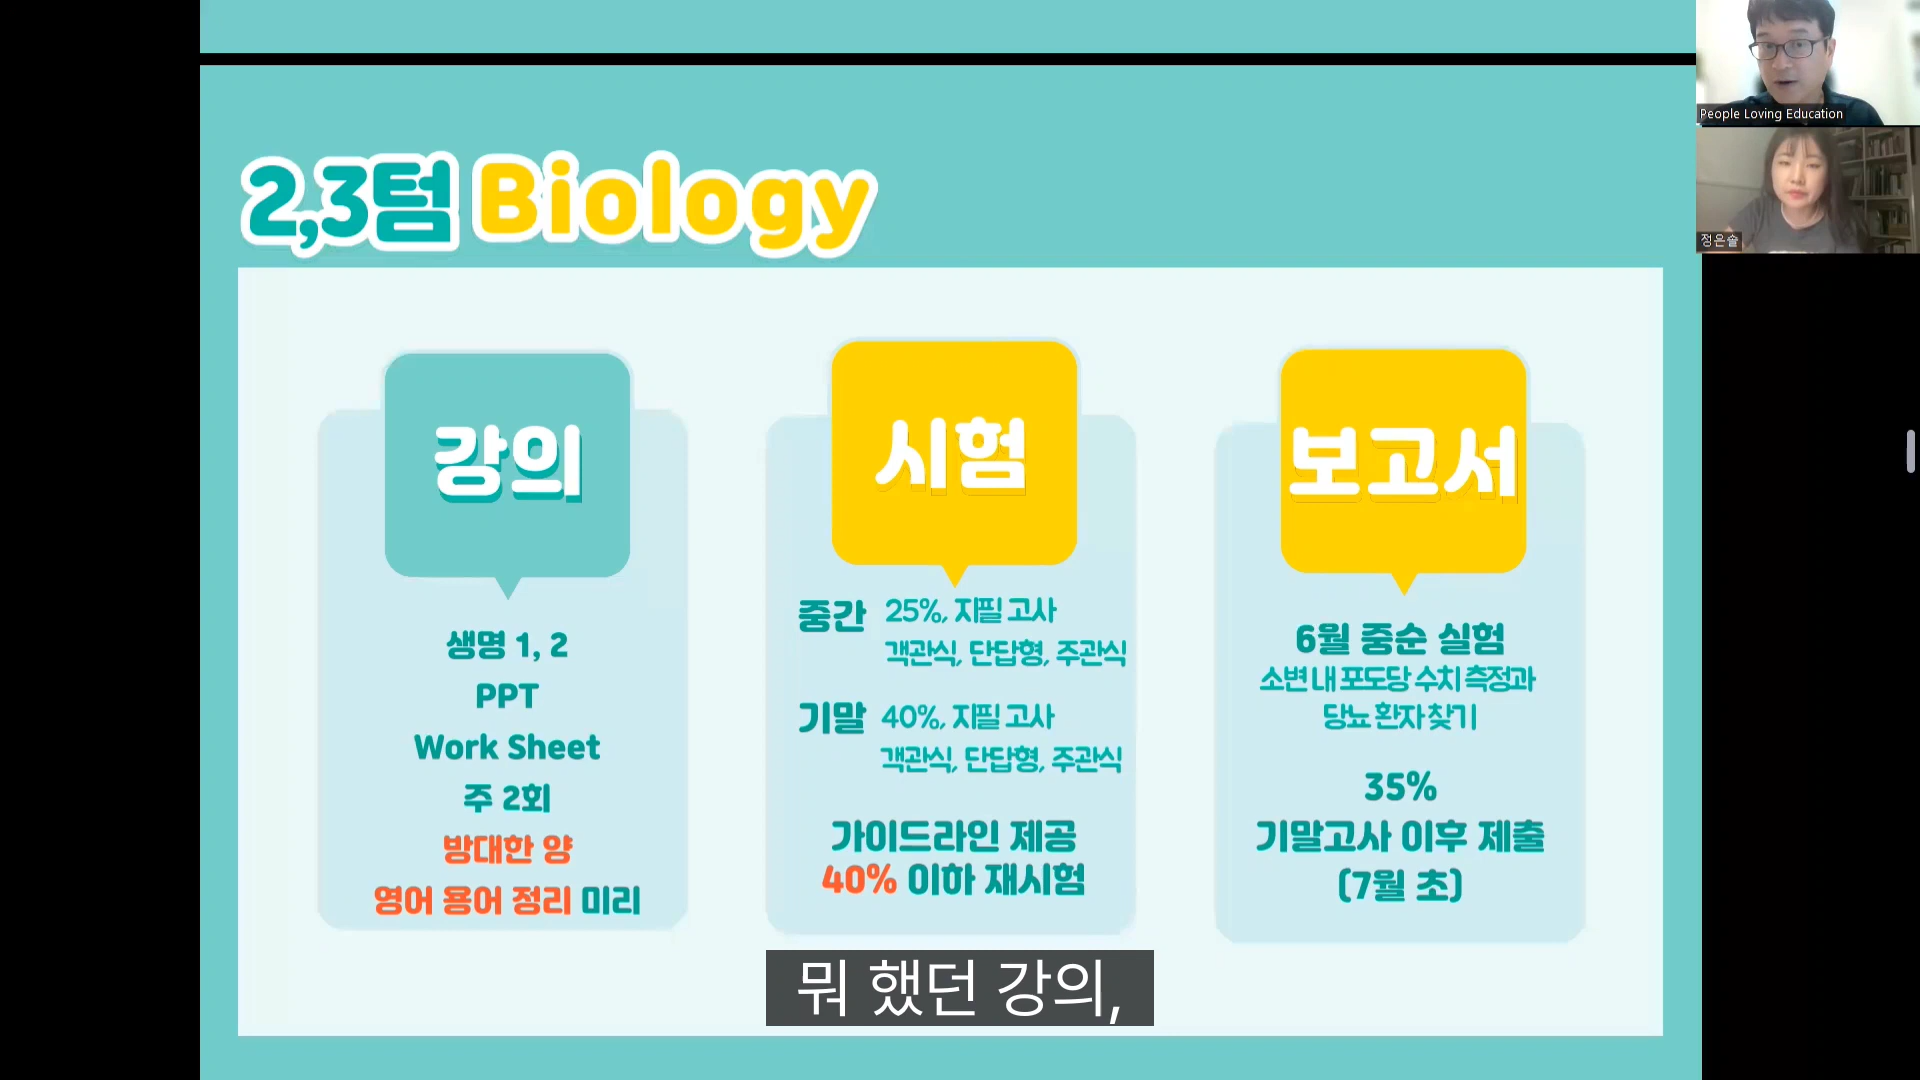 2,3텀 Biology
강의
생명 1, 2
PPT
Work Sheet
주 2회
방대한 양
영어 용어 정리 미리
시험
중간 25%, 지필 고사
객관식, 단답형, 주관식
기말 40%, 지필 고사
객관식, 단답형, 주관식
가이드라인 제공
40% 이하 재시험
보고서
6월 중순 실험
소변 내 포도당 수치 측정과
당뇨 환자 찾기
35%
기말고사 이후 제출
(7월 초)
뭐 했던 강의,
People Loving Education
정은솔